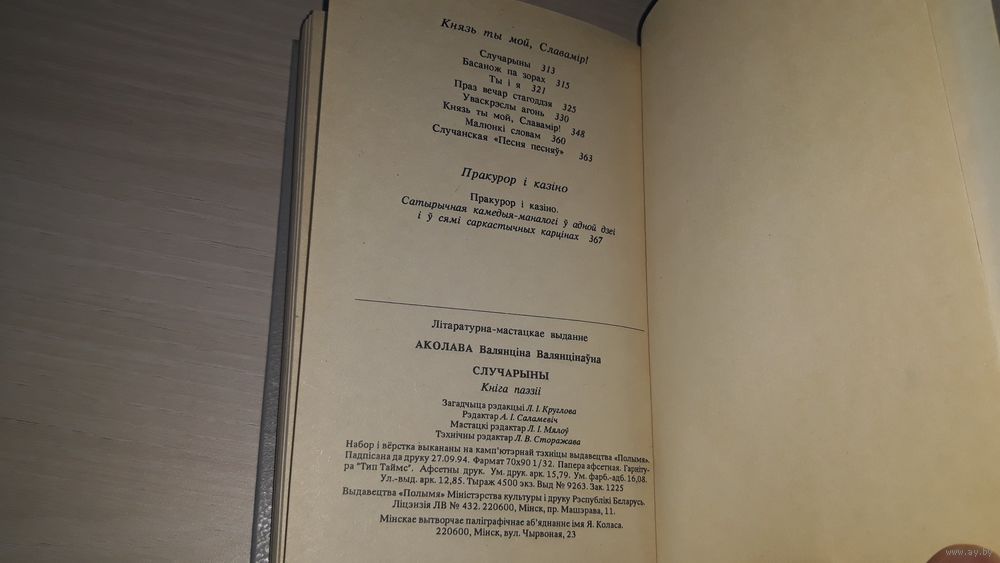 Князь ты мой, Славамір!
Случарыны 313
Басанож па зорах 315
Ты і я 321
Праз вечар стагоддзя 325
Уваскрэслы агонь 330
Князь ты мой, Славамір! 348
Малюнкі словам 360
Случанская «Песня песняў» 363
Пракурор і казіно
Пракурор і казіно.
Сатырычная камедыя-маналогі ў адной дзеі
і ў сямі саркастычных карцінах 367
Літаратурна-мастацкае выданне
АКОЛАВА Валянціна Валянцінаўна
СЛУЧАРЫНЫ
Кніга паэзіі
Загадчыца рэдакцыі Л. І. Круглова
Рэдактар А. І. Саламевіч
Мастацкі рэдактар Л. І. Мялоў
Тэхнічны рэдактар Л. В. Сторажава
Набор і вёрстка выкананы на камп'ютэрнай тэхніцы выдавецтва «Полымя».
Падпісана да друку 27.09.94. Фармат 70х90 1/32. Папера афсетная. Гарніту-
ра "Тип Таймс". Афсетны друк. Ум. друк. арк. 15,79. Ум. фарб.-адб. 16,08.
Ул.-выд. арк. 12,85. Тыраж 4500 экз. Выд № 9263. Зак. 1225
Выдавецтва «Полымя» Міністэрства культуры і друку Рэспублікі Беларусь.
Ліцэнзія ЛВ № 432. 220600, Мінск, пр. Машэрава, 11.
Мінскае вытворчае паліграфічнае аб'яднанне імя Я. Коласа.
220600, Мінск, вул. Чырвоная, 23
www.ay.by